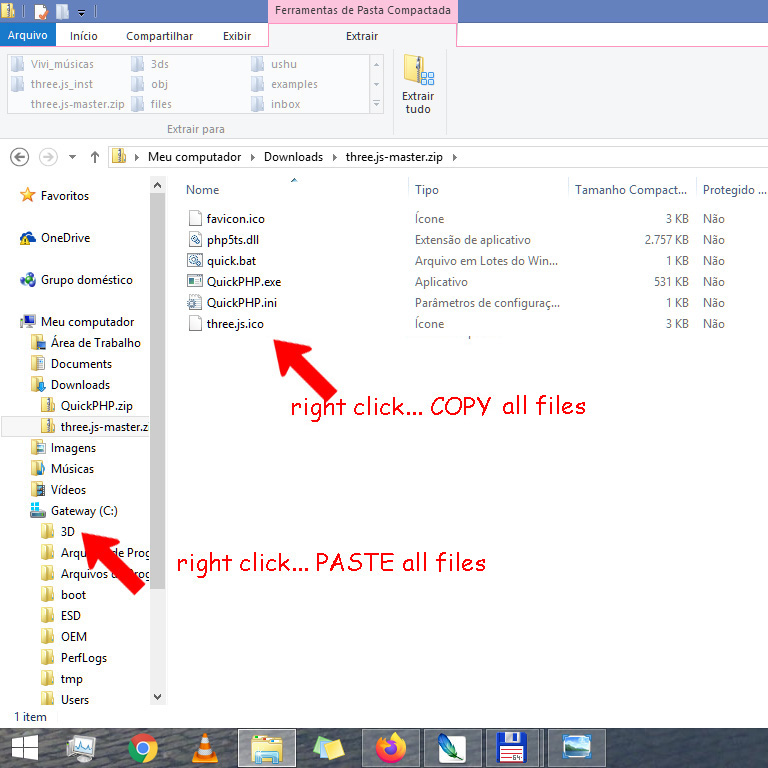 Ferramentas de Pasta Compactada
Arquivo Início Compartilhar Exibir Extrair
Vivi_músicas 3ds ushu
three.js_inst obj examples
three.js-master.zip files inbox
Extrair tudo
Extrair para
Meu computador Downloads three.js-master.zip
Nome Tipo Tamanho Compact... Protegido ...
favicon.ico Ícone 3 KB Não
php5ts.dll Extensão de aplicativo 2.757 KB Não
quick.bat Arquivo em Lotes do Win... 1 KB Não
QuickPHP.exe Aplicativo 531 KB Não
QuickPHP.ini Parâmetros de configuraç... 1 KB Não
three.js.ico Ícone 3 KB Não
right click... COPY all files
right click... PASTE all files
Favoritos
OneDrive
Grupo doméstico
Meu computador
Área de Trabalho
Documents
Downloads
QuickPHP.zip
three.js-master.z
Imagens
Músicas
Vídeos
Gateway (C:)
3D
Arqu de Prog
Arquivos Prog
boot
ESD
OEM
PerfLogs
tmp
Users
1 item
64